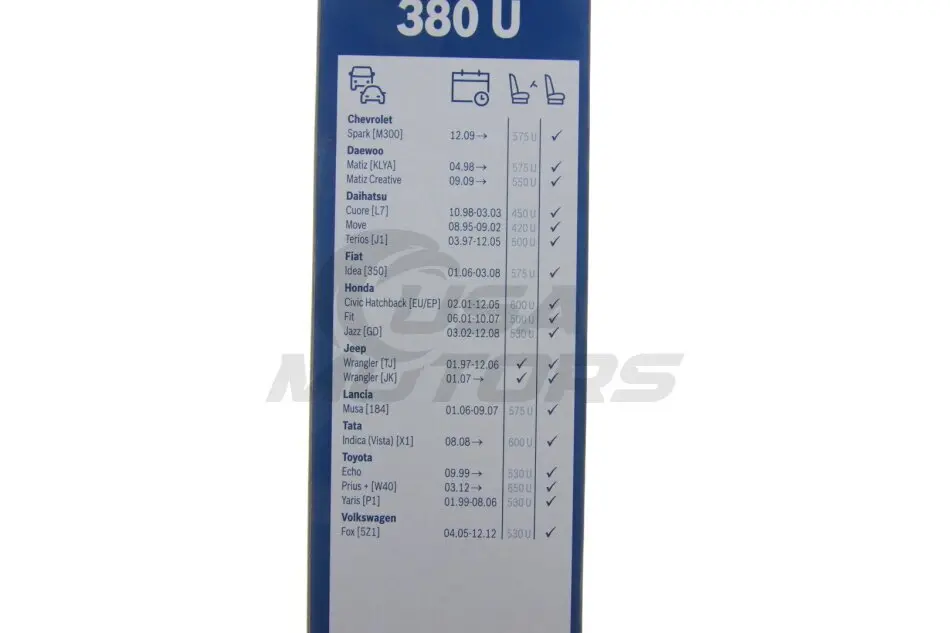 380 U
Chevrolet
Spark [M300] 12.09→ 575 U ✓
Daewoo
Matiz [KLYA] 04.98→ 575 U ✓
Matiz Creative 09.09→ 550 U ✓
Daihatsu
Cuore [L7] 10.98-03.03 450 U ✓
Move 08.95-09.02 420 U ✓
Terios [J1] 03.97-12.05 500 U ✓
Fiat
Idea [350] 01.06-03.08 575 U ✓
Honda
Civic Hatchback [EU/EP] 02.01-12.05 600 U ✓
Fit 06.01-10.07 500 U ✓
Jazz [GD] 03.02-12.08 530 U ✓
Jeep
Wrangler [TJ] 01.97-12.06 ✓ ✓
Wrangler [JK] 01.07→ ✓ ✓
Lancia
Musa [184] 01.06-09.07 575 U ✓
Tata
Indica (Vista) [X1] 08.08→ 600 U ✓
Toyota
Echo 09.99→ 530 U ✓
Prius + [W40] 03.12→ 650 U ✓
Yaris [P1] 01.99-08.06 530 U ✓
Volkswagen
Fox [5Z1] 04.05-12.12 530 U ✓
USA
MOTORS